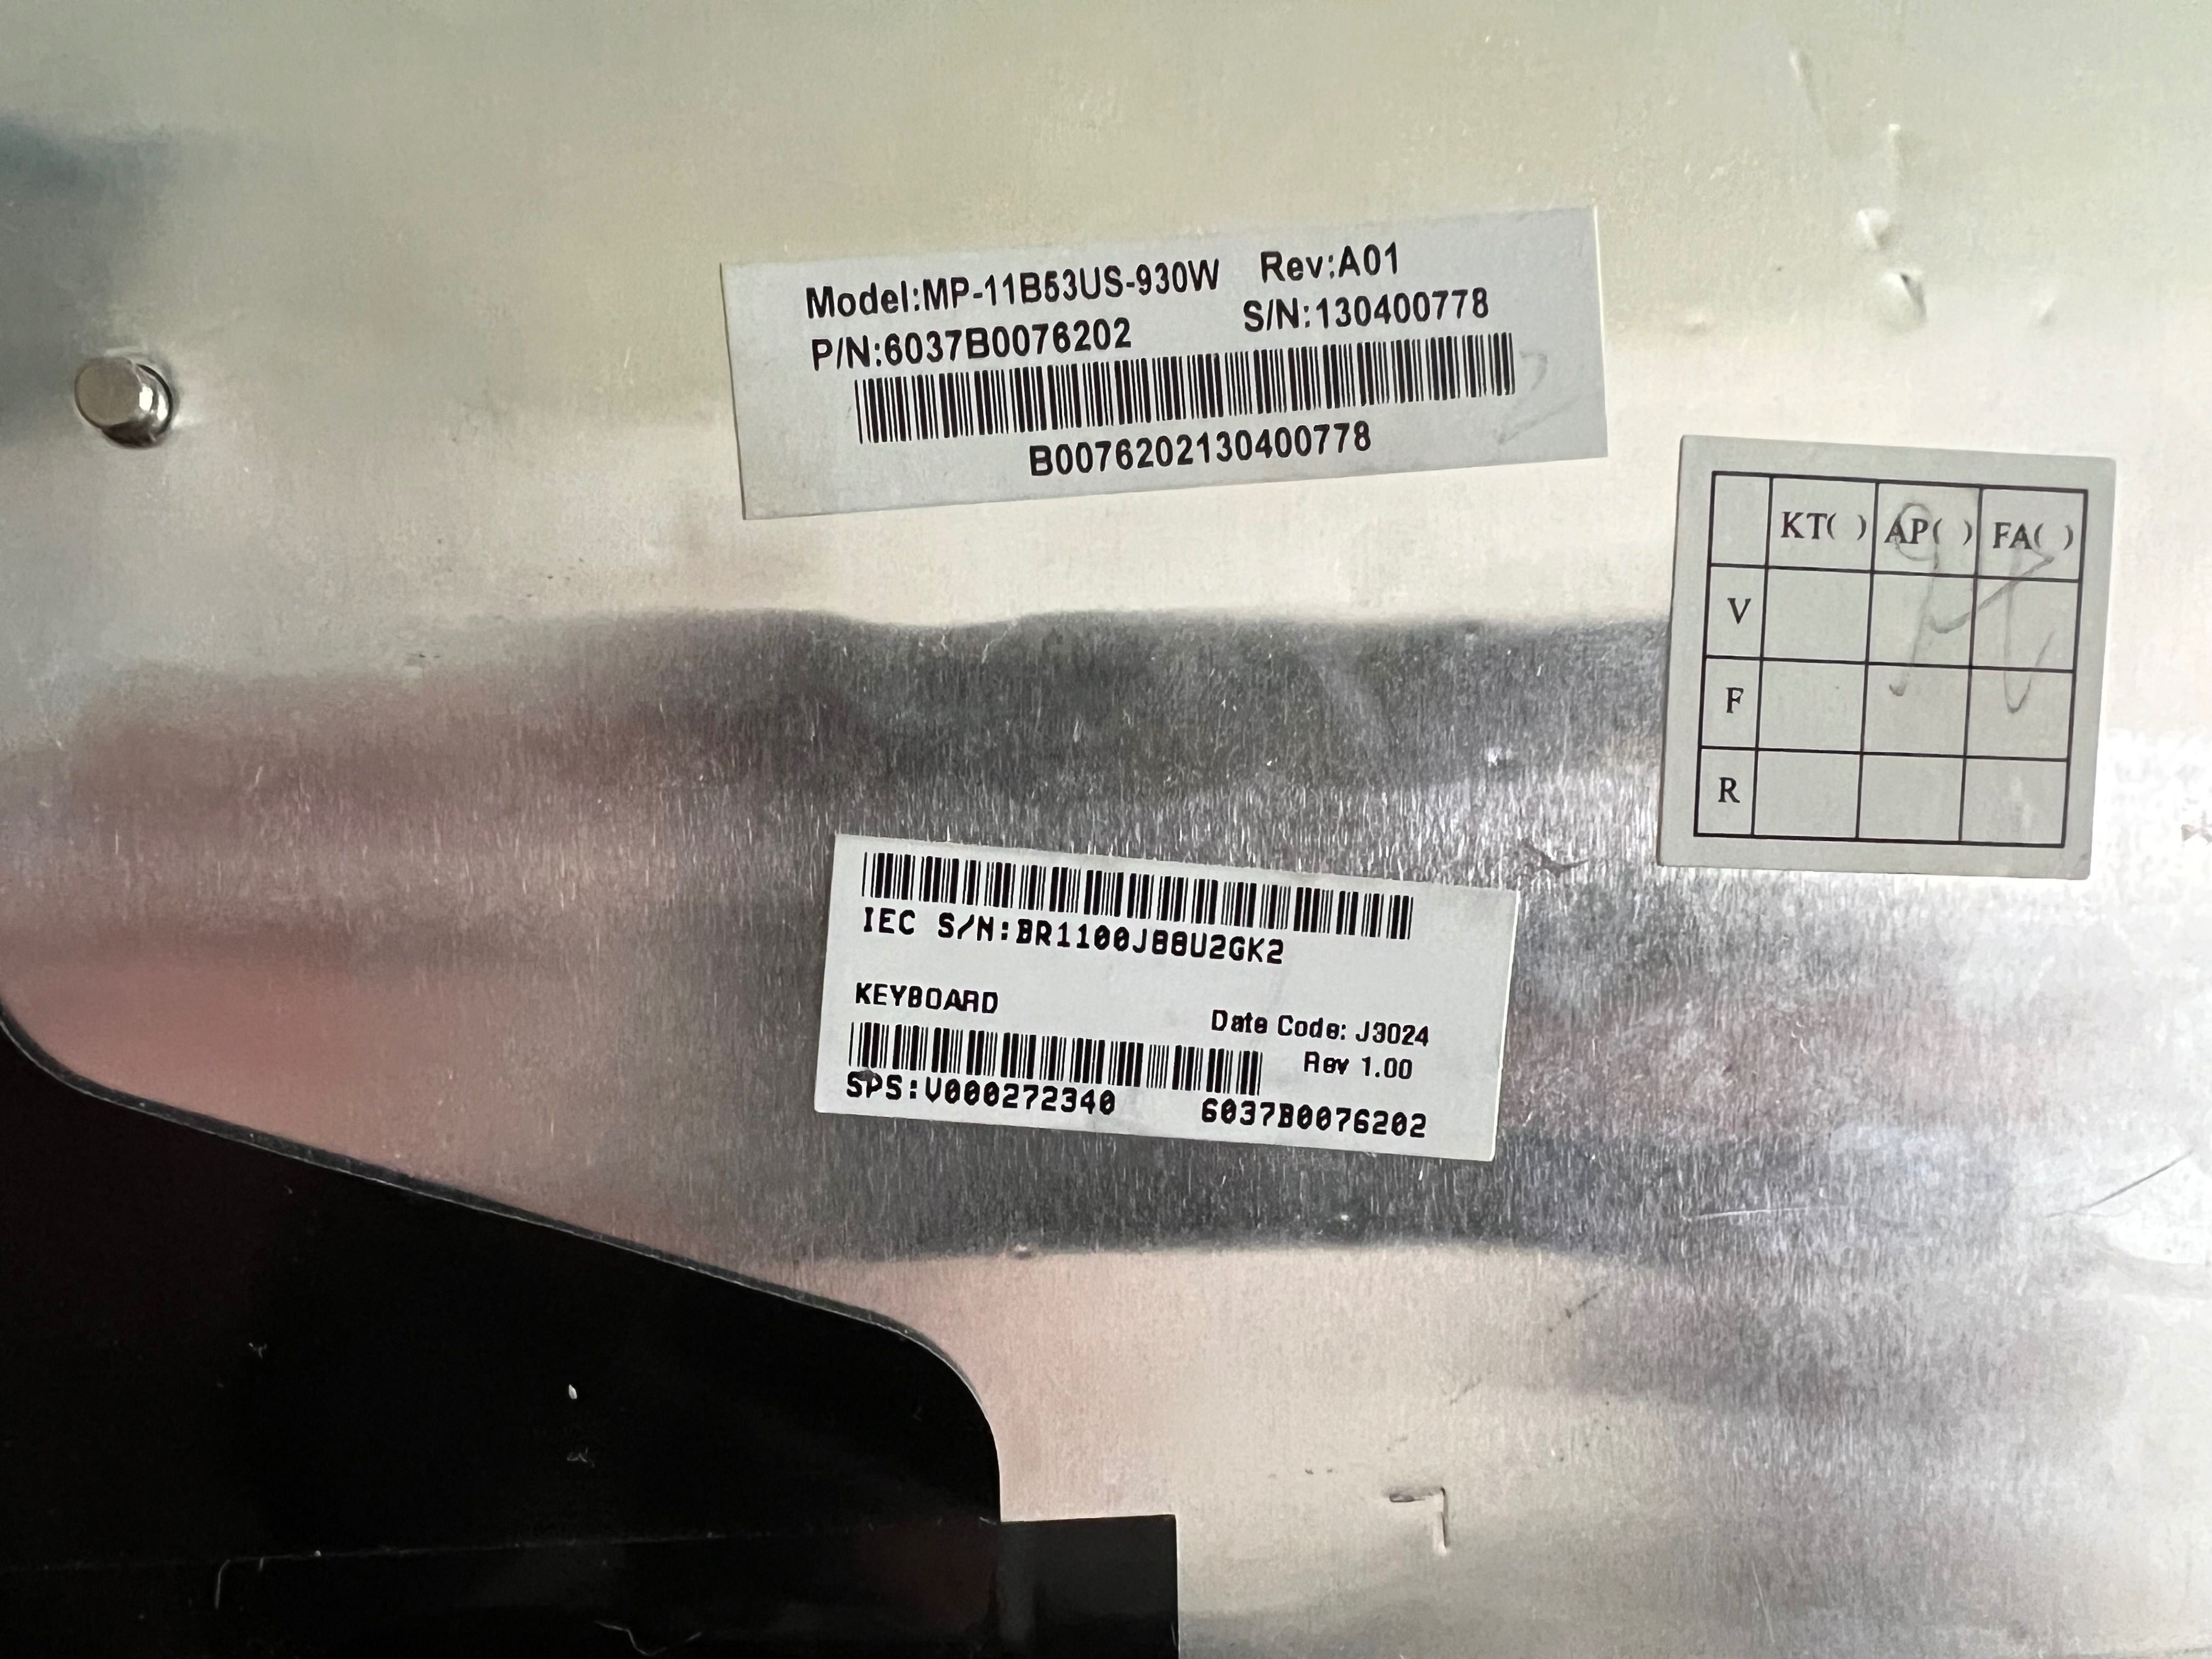 Model:MP-11B53US-930W Rev:A01
P/N:6037B0076202 S/N:130400778
B0076202130400778
KT( ) AP( ) FA( )
V
F
R
IEC S/N:BR1100J88U2GK2
KEYBOARD
Date Code: J3024
Rev 1.00
SPS:V000272340 6037B0076202